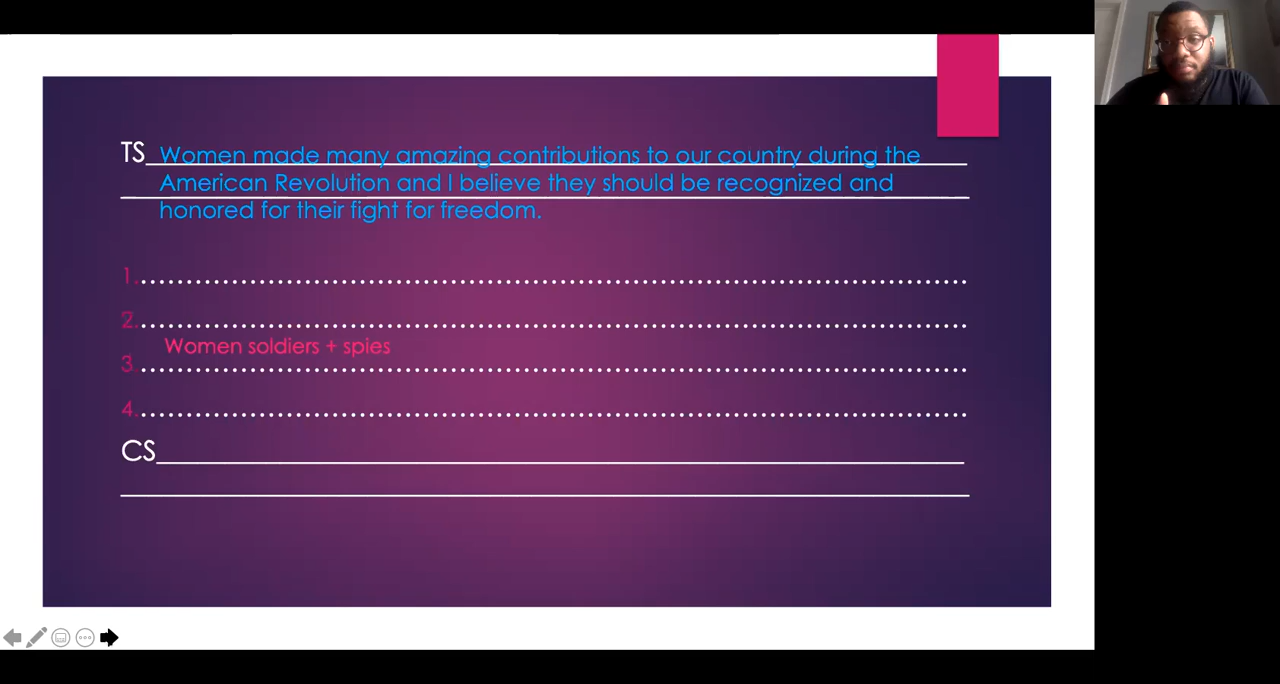 TS Women made many amazing contributions to our country during the
American Revolution and I believe they should be recognized and
honored for their fight for freedom.
1.
2.
Women soldiers + spies
3.
4.
CS